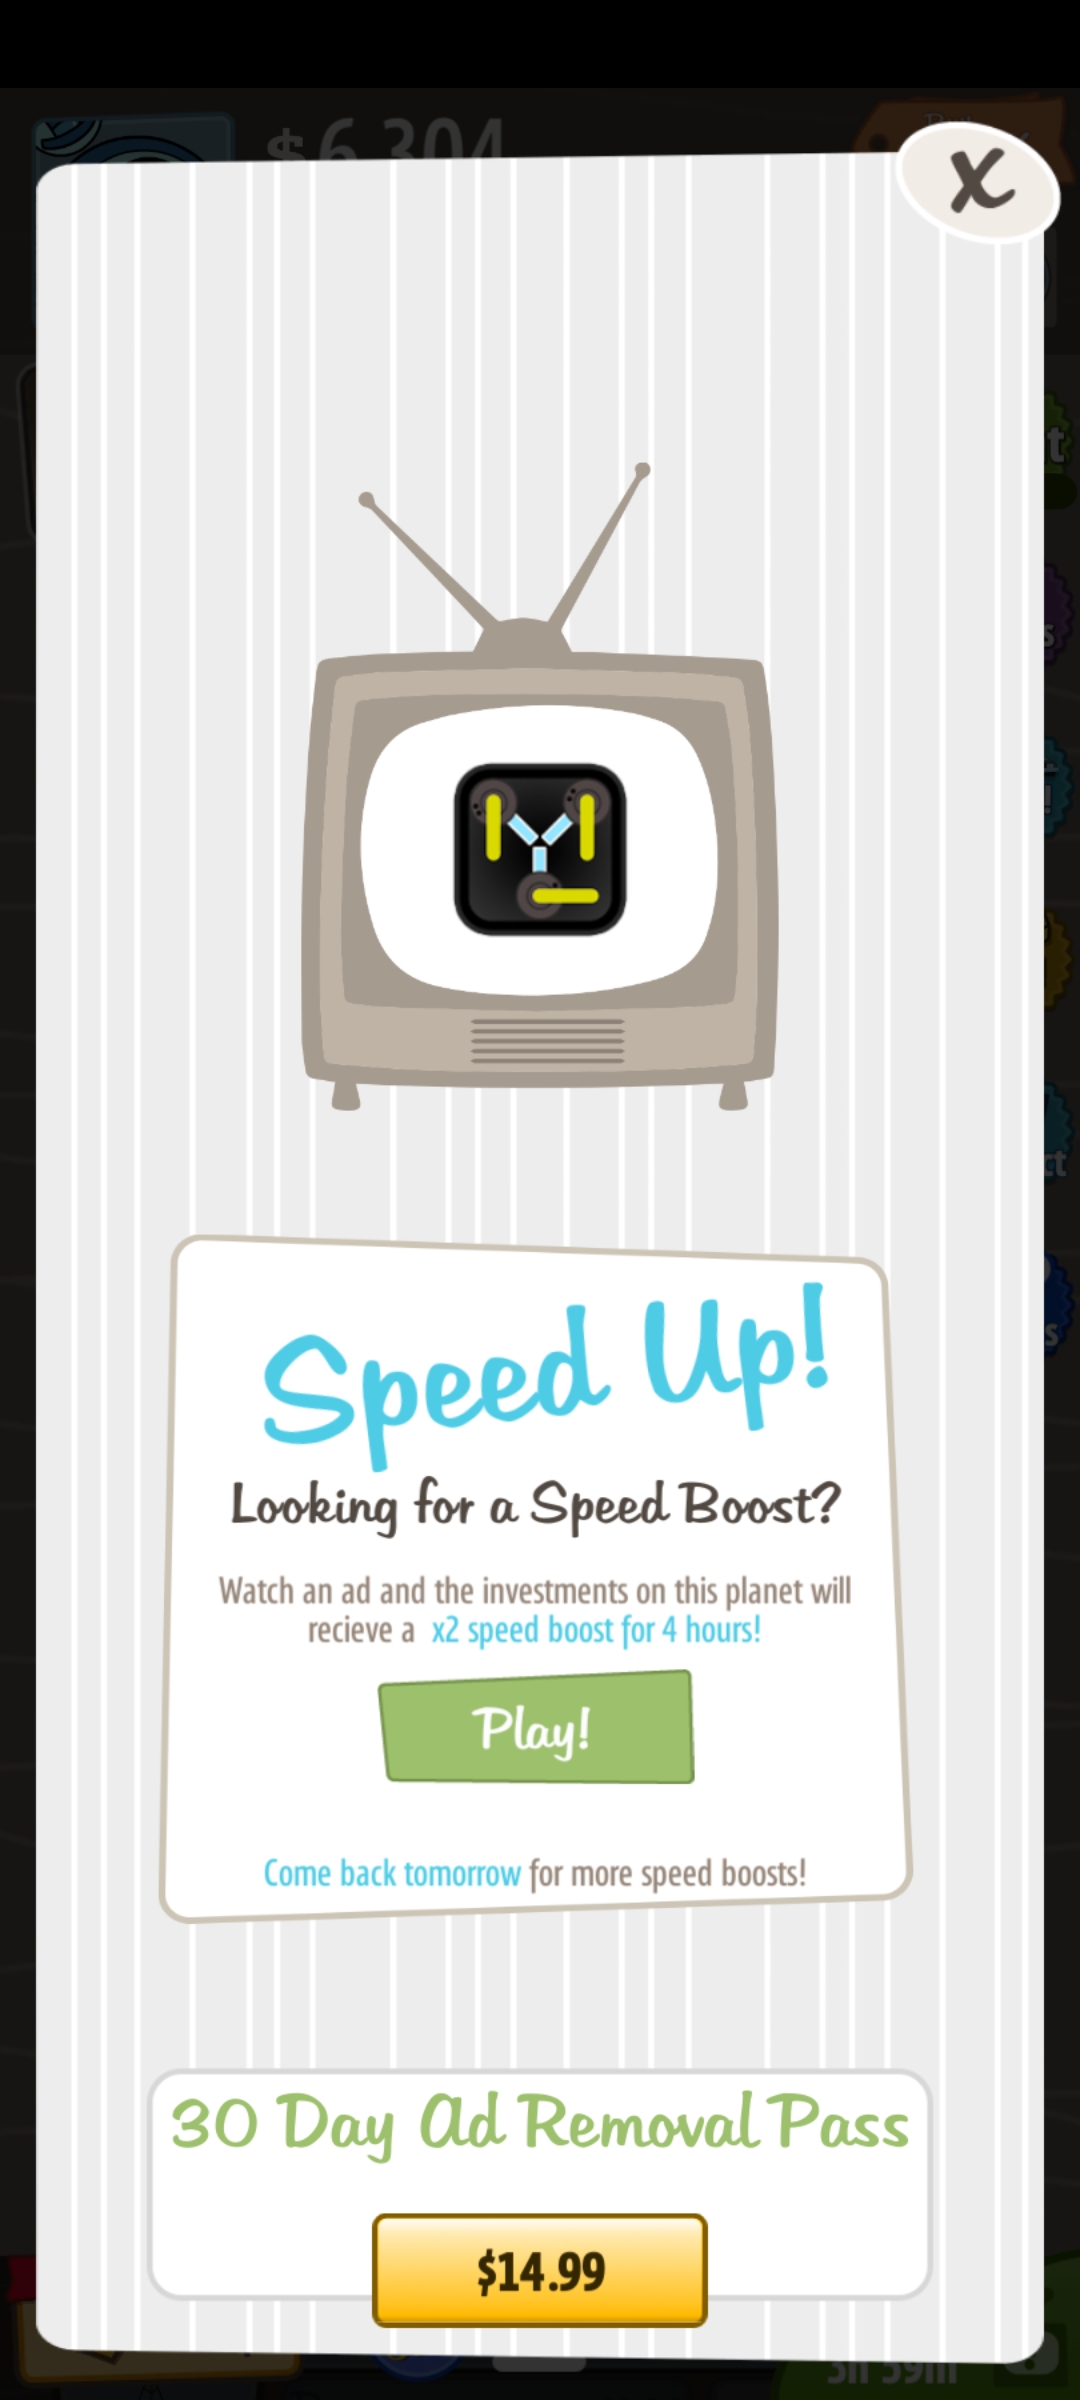 $6.304
X
Speed Up!
Looking for a Speed Boost?
Watch an ad and the investments on this planet will
recieve a x2 speed boost for 4 hours!
Play!
Come back tomorrow for more speed boosts!
30 Day Ad Removal Pass
$14.99
3h 59m